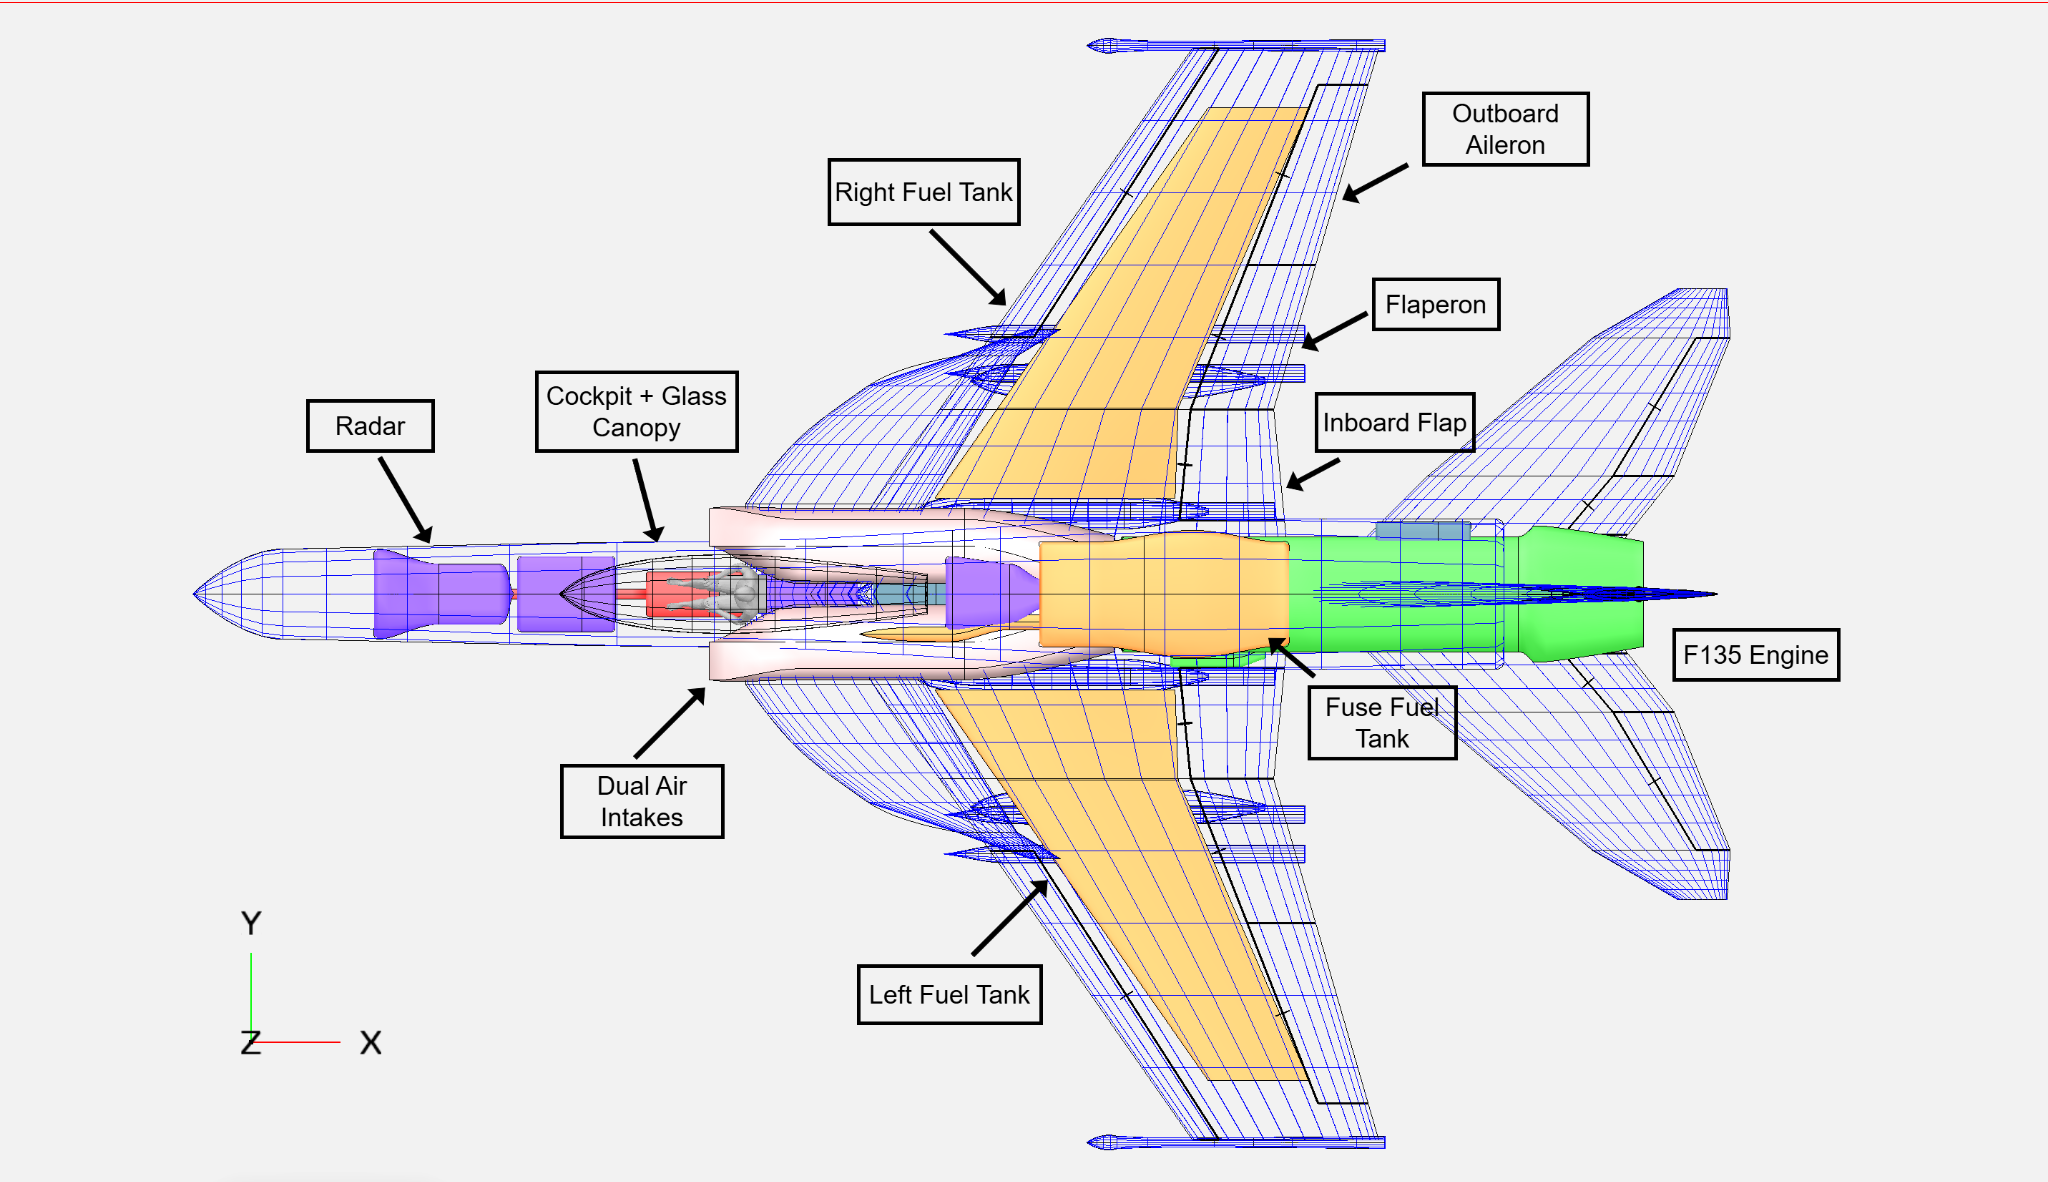 Outboard
Aileron
Right Fuel Tank
Flaperon
Cockpit + Glass
Canopy
Radar
Inboard Flap
F135 Engine
Fuse Fuel
Tank
Dual Air
Intakes
Left Fuel Tank
Y
Z
X